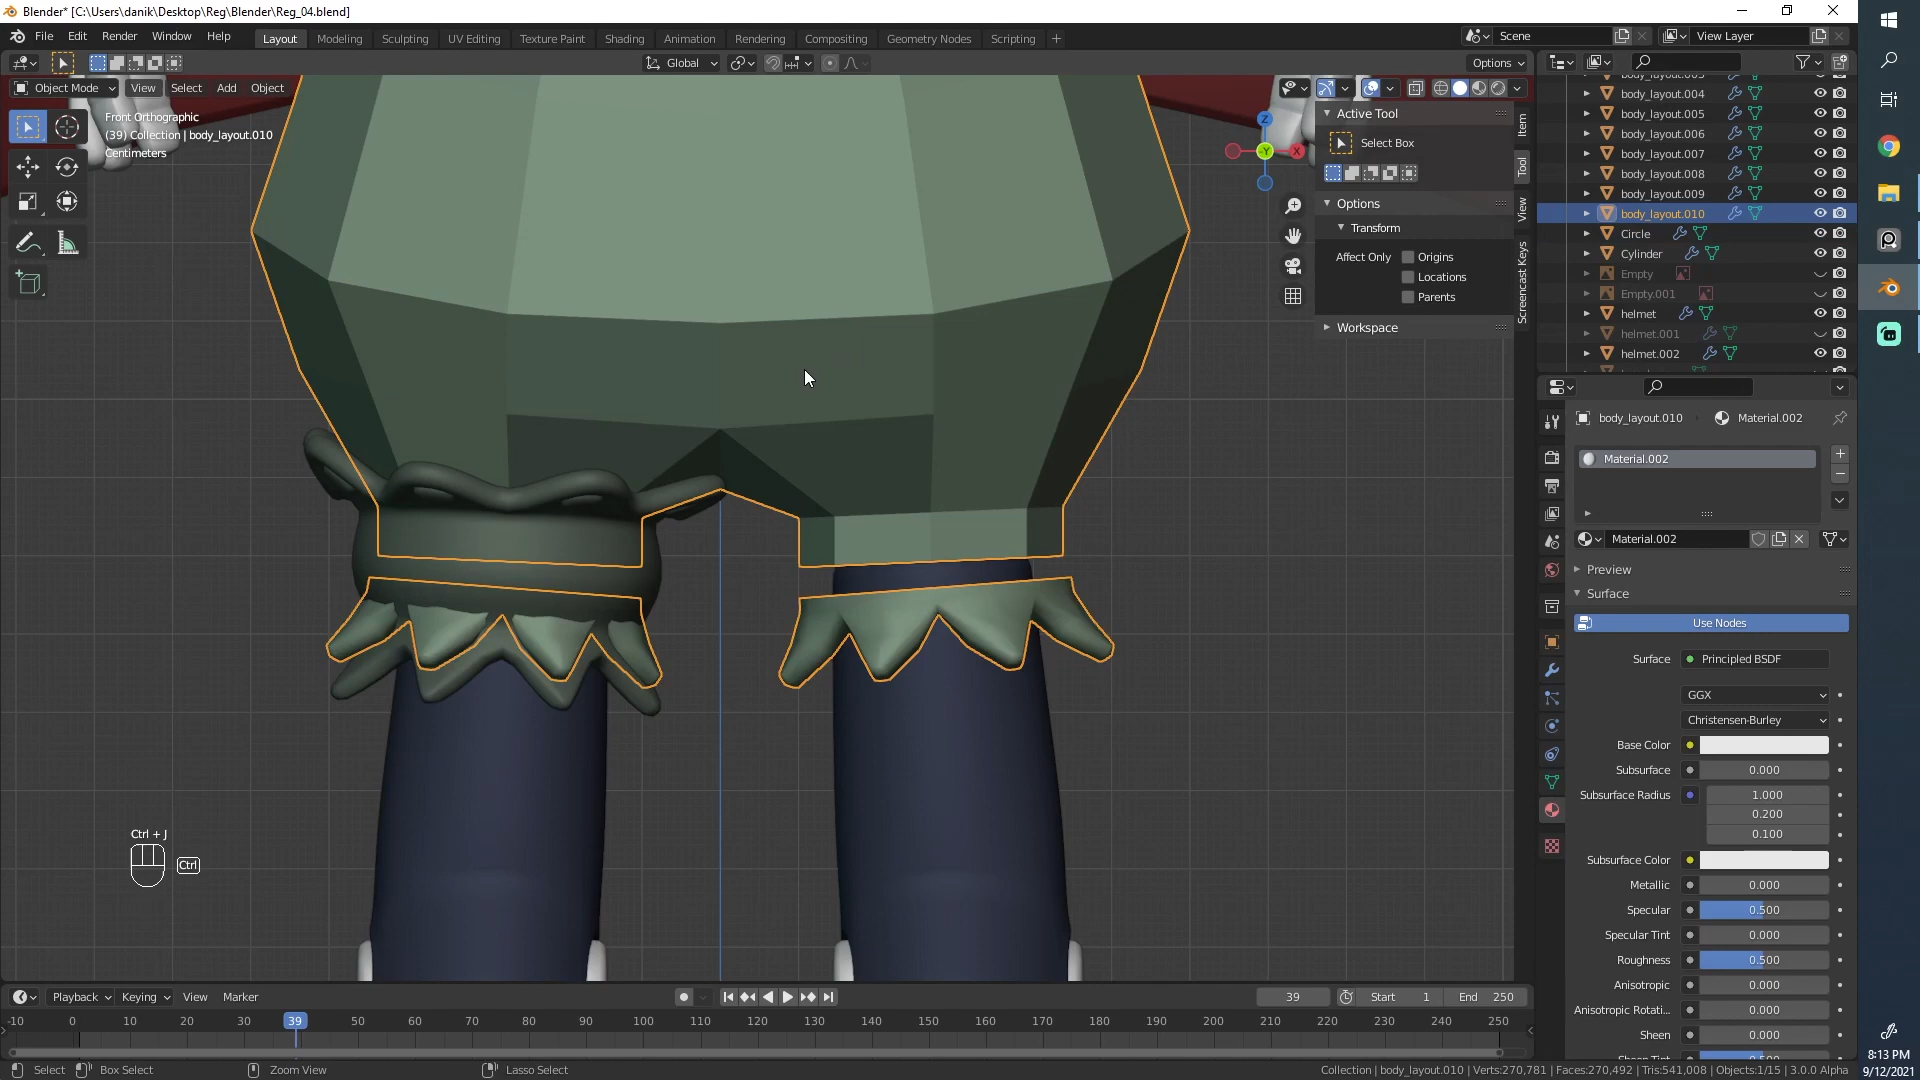 Blender* [C:\Users\danik\Desktop\Reg\Blender\Reg_04.blend]
File Edit Render Window Help
Layout Modeling Sculpting UV Editing Texture Paint Shading Animation Rendering Compositing Geometry Nodes Scripting +
Scene
View Layer
Global
Options
Object Mode View Select Add Object
Front Orthographic
(39) Collection | body_layout.010
Centimeters
Z
Y
X
Active Tool
Select Box
Options
Transform
Affect Only Origins
Locations
Parents
Workspace
Item
Tool
View
Screencast Keys
body_layout.004
body_layout.005
body_layout.006
body_layout.007
body_layout.008
body_layout.009
body_layout.010
Circle
Cylinder
Empty
Empty.001
helmet
helmet.001
helmet.002
body_layout.010 Material.002
Material.002
Material.002
Preview
Surface
Use Nodes
Surface Principled BSDF
GGX
Christensen-Burley
Base Color
Subsurface 0.000
Subsurface Radius 1.000
0.200
0.100
Subsurface Color
Metallic 0.000
Specular 0.500
Specular Tint 0.000
Roughness 0.500
Anisotropic 0.000
Anisotropic Rotati... 0.000
Sheen 0.000
Ctrl + J
Ctrl
Playback Keying View Marker
39 Start 1 End 250
-10 0 10 20 30 39 50 60 70 80 90 100 110 120 130 140 150 160 170 180 190 200 210 220 230 240 250
Select Box Select Zoom View Lasso Select
Collection | body_layout.010 | Verts:270,781 | Faces:270,492 | Tris:541,008 | Objects:1/15 | 3.0.0 Alpha
8:13 PM
9/12/2021